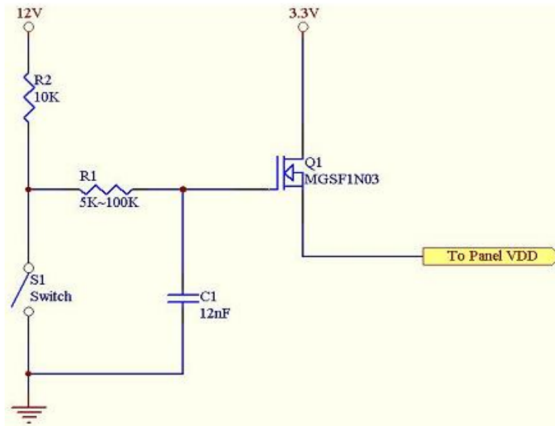 12V
3.3V
R2
10K
R1
5K~100K
Q1
MGSF1N03
To Panel VDD
S1
Switch
C1
12nF